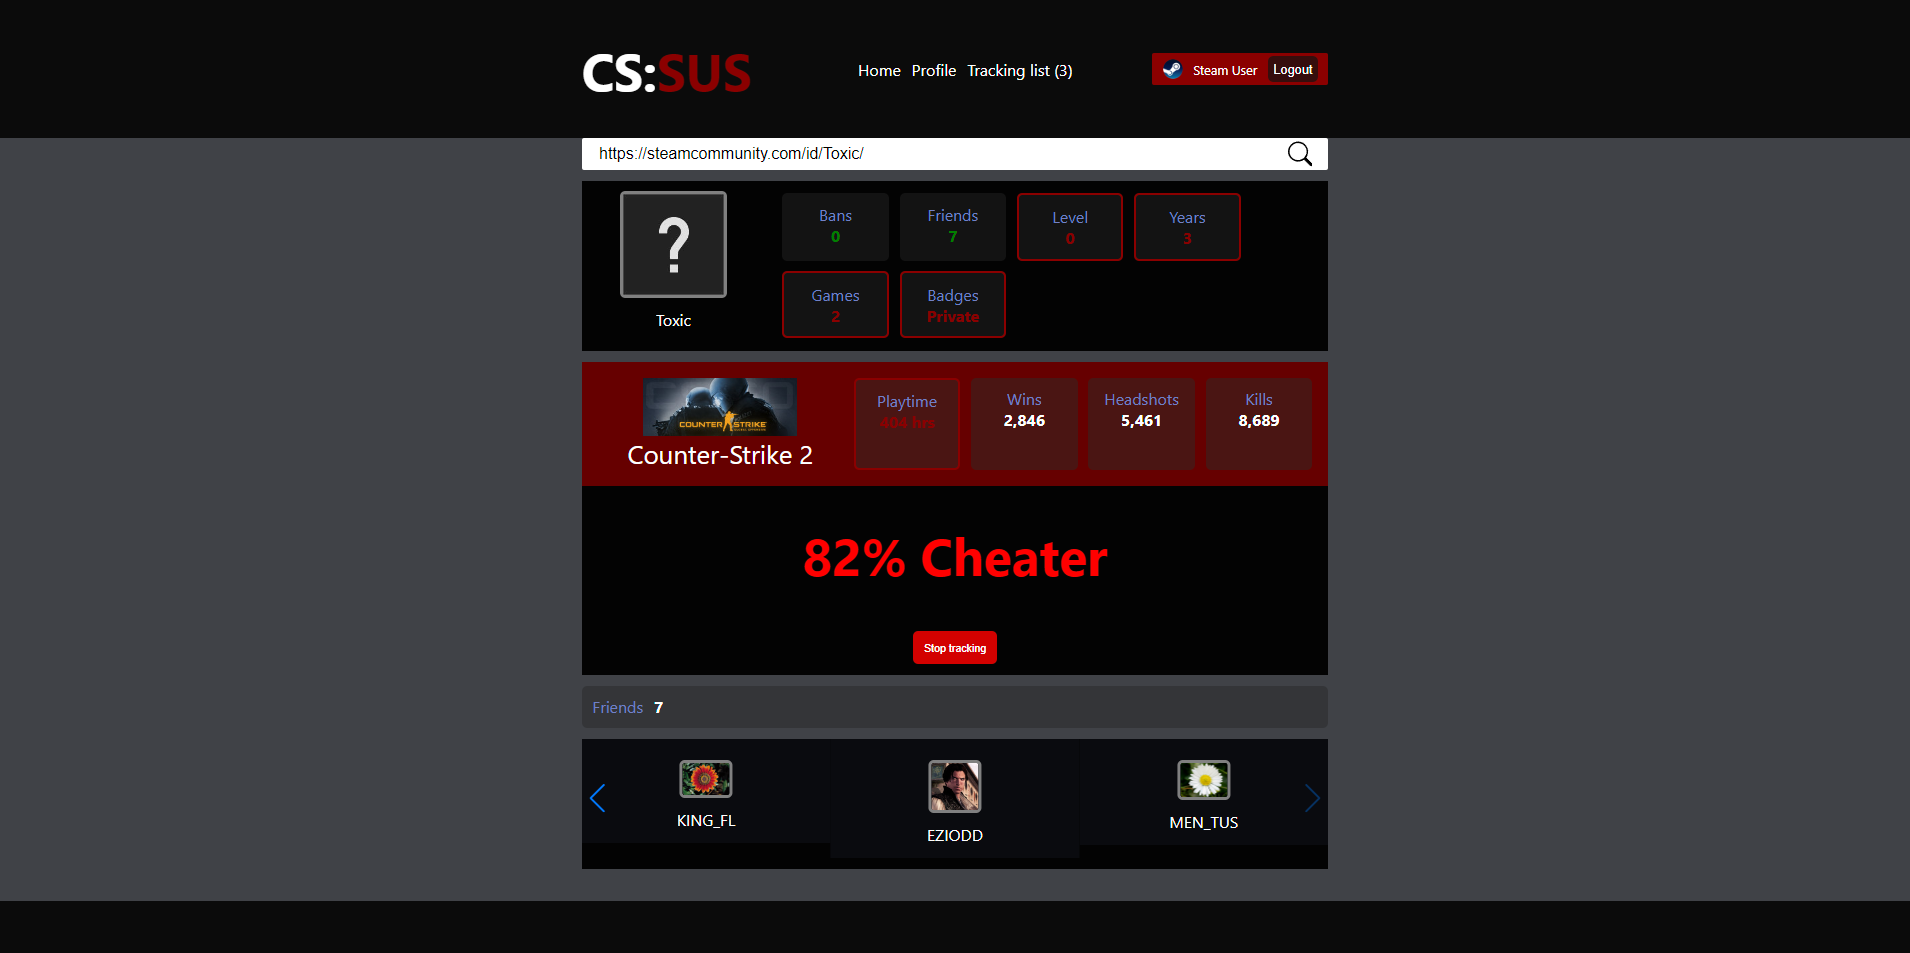 CS:SUS
Home Profile Tracking list (3)
Steam User Logout
https://steamcommunity.com/id/Toxic/
?
Toxic
Bans
0
Friends
7
Level
0
Years
3
Games
2
Badges
Private
COUNTER STRIKE
Counter-Strike 2
Playtime
404 hrs
Wins
2,846
Headshots
5,461
Kills
8,689
82% Cheater
Stop tracking
Friends 7
KING_FL
EZIODD
MEN_TUS